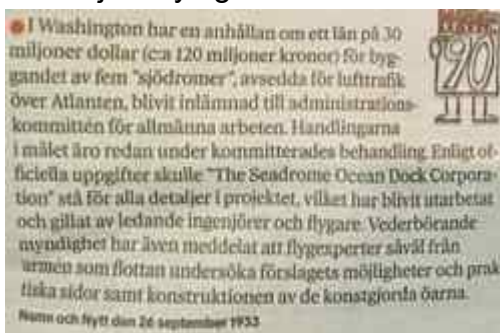 I Washington har en anhållan om ett lån på 30
miljoner dollar (c:a 120 miljoner kronor) för byg-
gandet av fem "sjödromer", avsedda för lufttrafik
över Atlanten, blivit inlämnad till administrations-
kommittén för allmänna arbeten. Handlingarna
i målet äro redan under kommitterades behandling. Enligt of-
ficiella uppgifter skulle "The Seadrome Ocean Dock Corpora-
tion" stå för alla detaljer i projektet, vilket har blivit utarbetat
och gillat av ledande ingenjörer och flygare. Vederbörande
myndighet har även meddelat att flygexperter såväl från
armén som flottan undersöka förslagets möjligheter och prak
tiska sidor samt konstruktionen av de konstgjorda öarna.
och Nytt den 26 september 1933
90